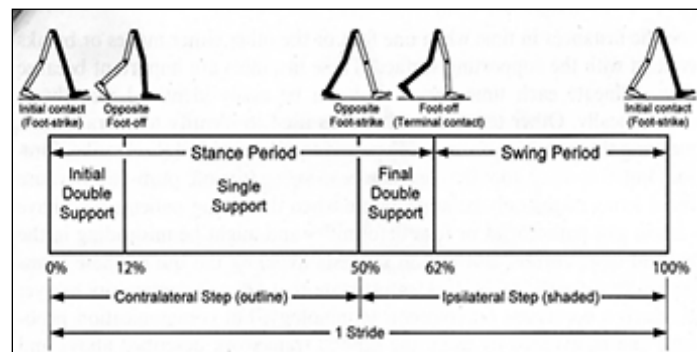 Initial contact
(Foot-strike)
Opposite
Foot-off
Opposite
Foot-strike
Foot-off
(Terminal contact)
Initial contact
(Foot-strike)
Stance Period
Swing Period
Initial
Double
Support
Single
Support
Final
Double
Support
0%
12%
50%
62%
100%
Contralateral Step (outline)
Ipsilateral Step (shaded)
1 Stride